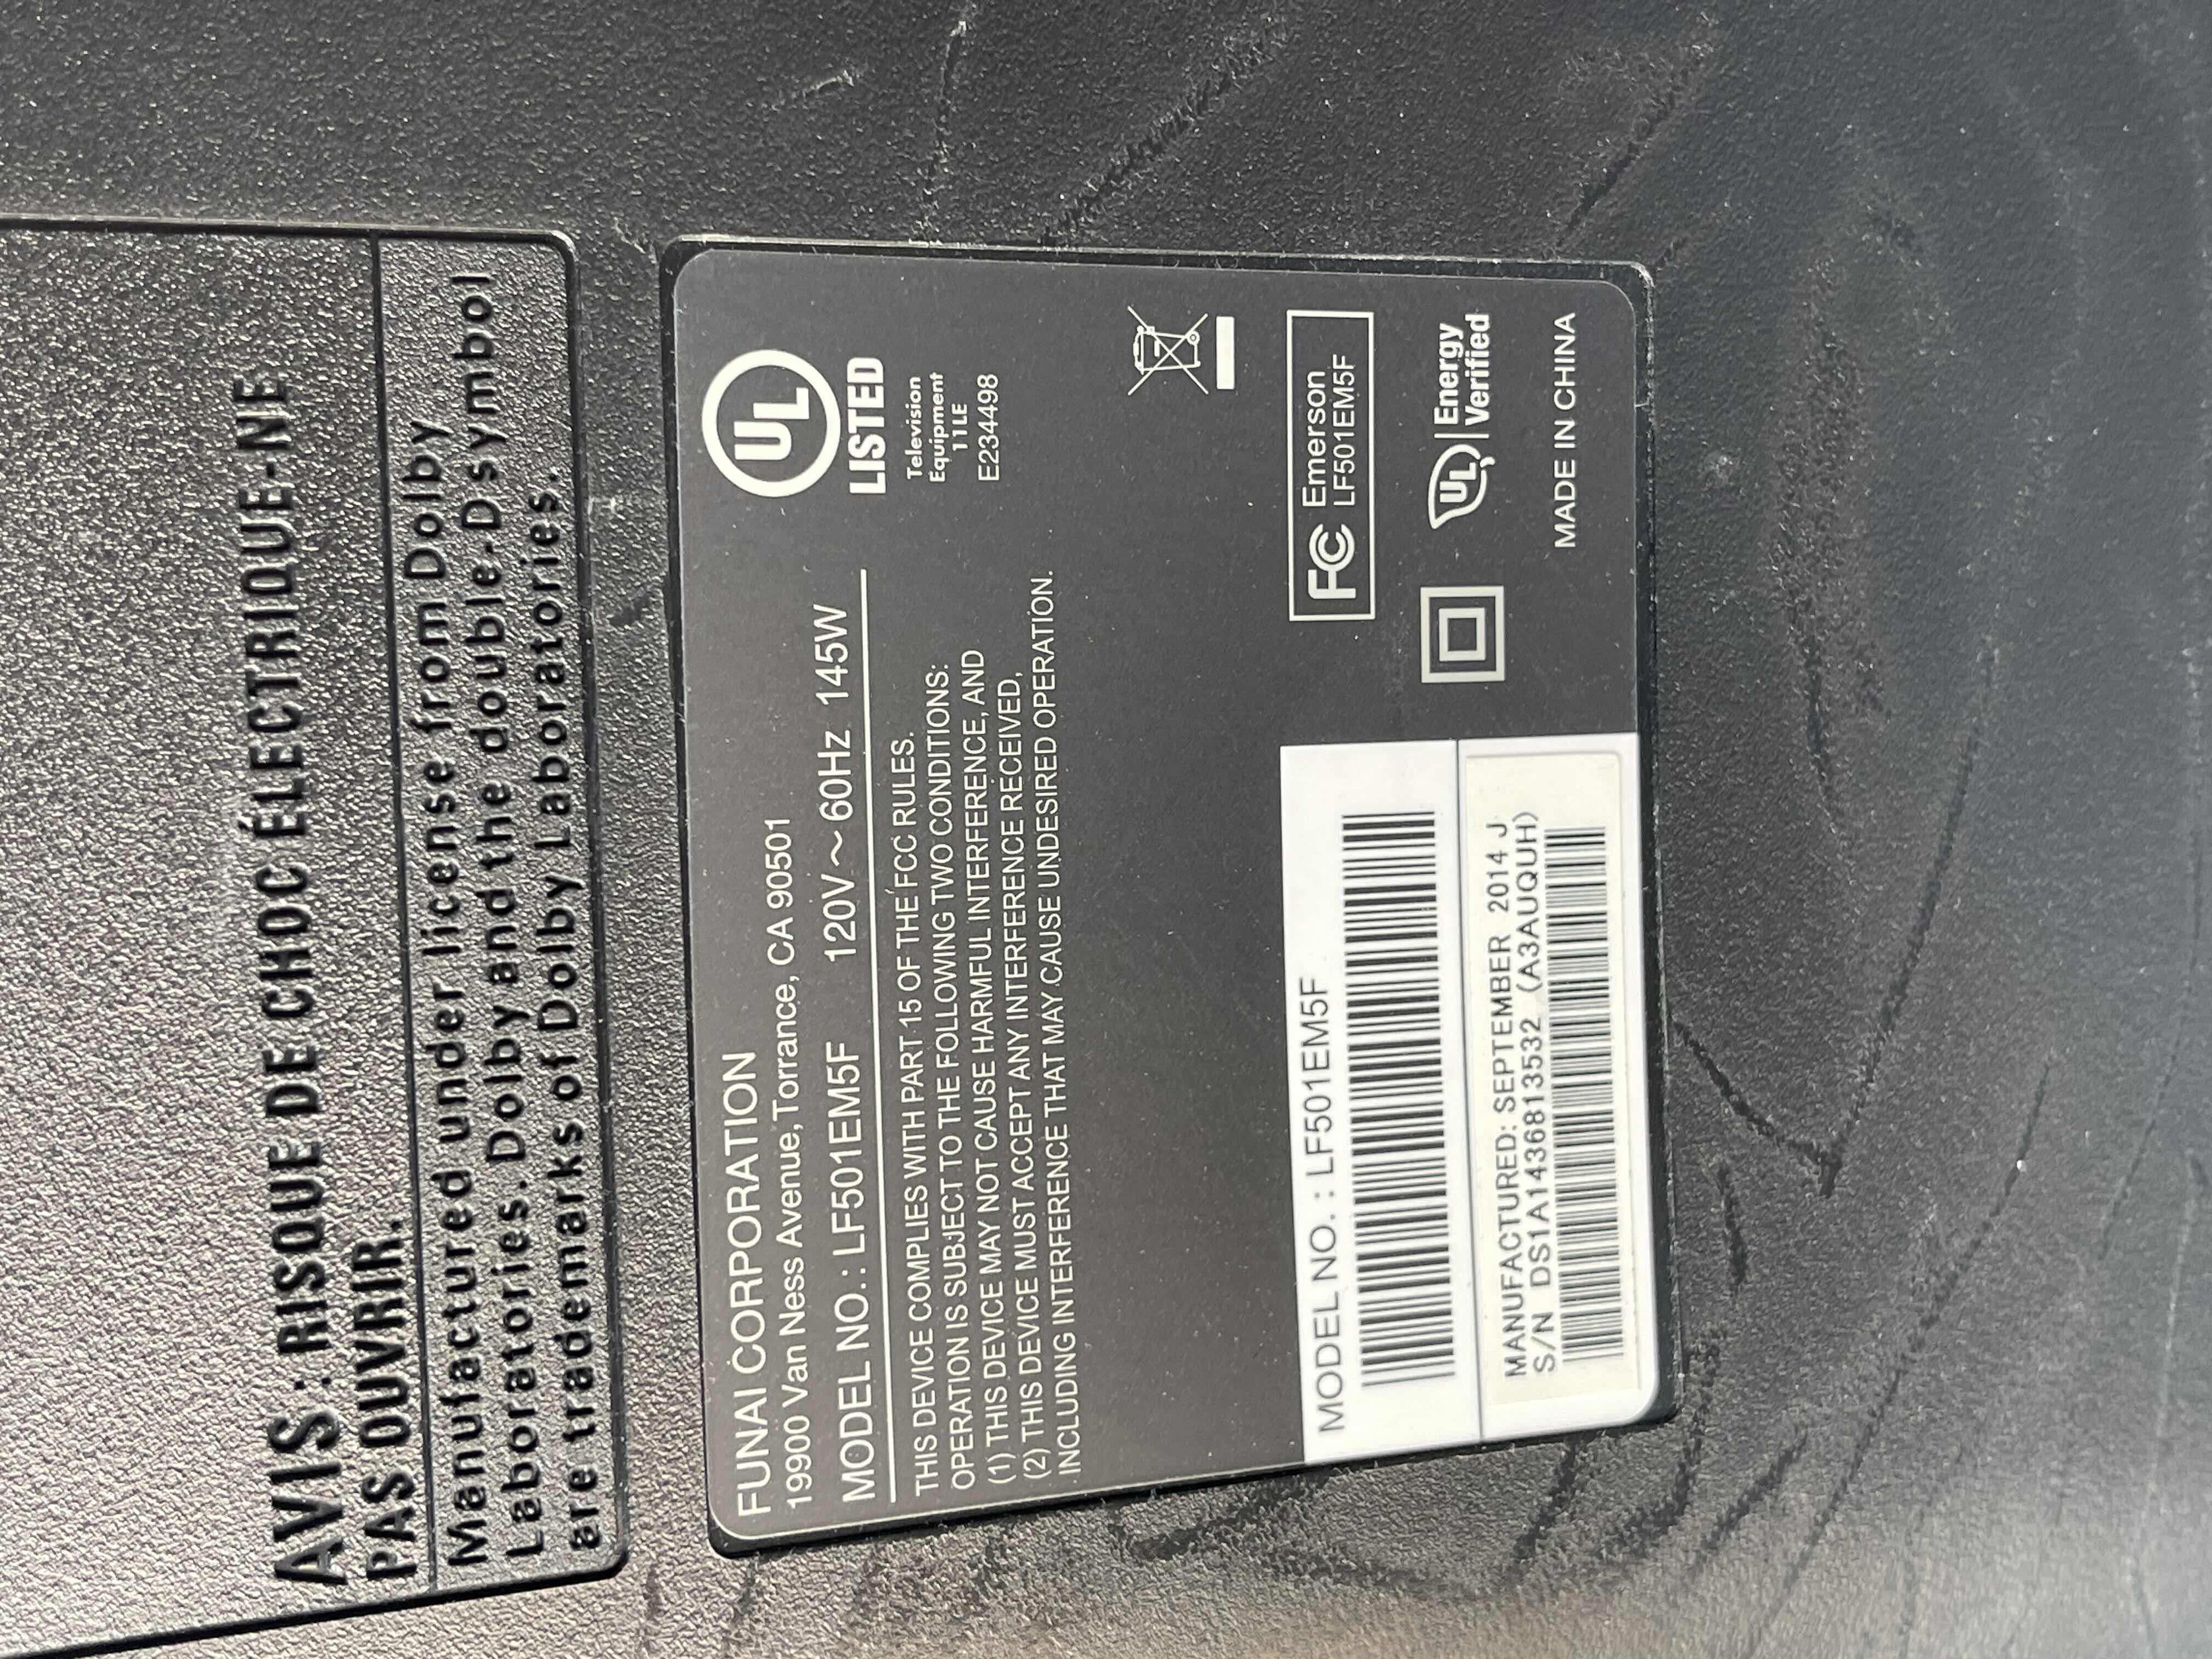 AVIS : RISQUE DE CHOC ÉLECTRIQUE-NE
PAS OUVRIR.
Manufactured under license from Dolby
Laboratories. Dolby and the double-D symbol
are trademarks of Dolby Laboratories.
FUNAI CORPORATION
19900 Van Ness Avenue, Torrance, CA 90501
MODEL NO.: LF501EM5F 120V ~ 60Hz 145W
THIS DEVICE COMPLIES WITH PART 15 OF THE FCC RULES.
OPERATION IS SUBJECT TO THE FOLLOWING TWO CONDITIONS:
(1) THIS DEVICE MAY NOT CAUSE HARMFUL INTERFERENCE, AND
(2) THIS DEVICE MUST ACCEPT ANY INTERFERENCE RECEIVED,
INCLUDING INTERFERENCE THAT MAY CAUSE UNDESIRED OPERATION.
UL
LISTED
Television
Equipment
11LE
E234498
FC Emerson
LF501EM5F
UL Energy
Verified
MADE IN CHINA
MODEL NO. : LF501EM5F
MANUFACTURED: SEPTEMBER 2014 J
S/N DS1A1436813532 (A3AUQUH)